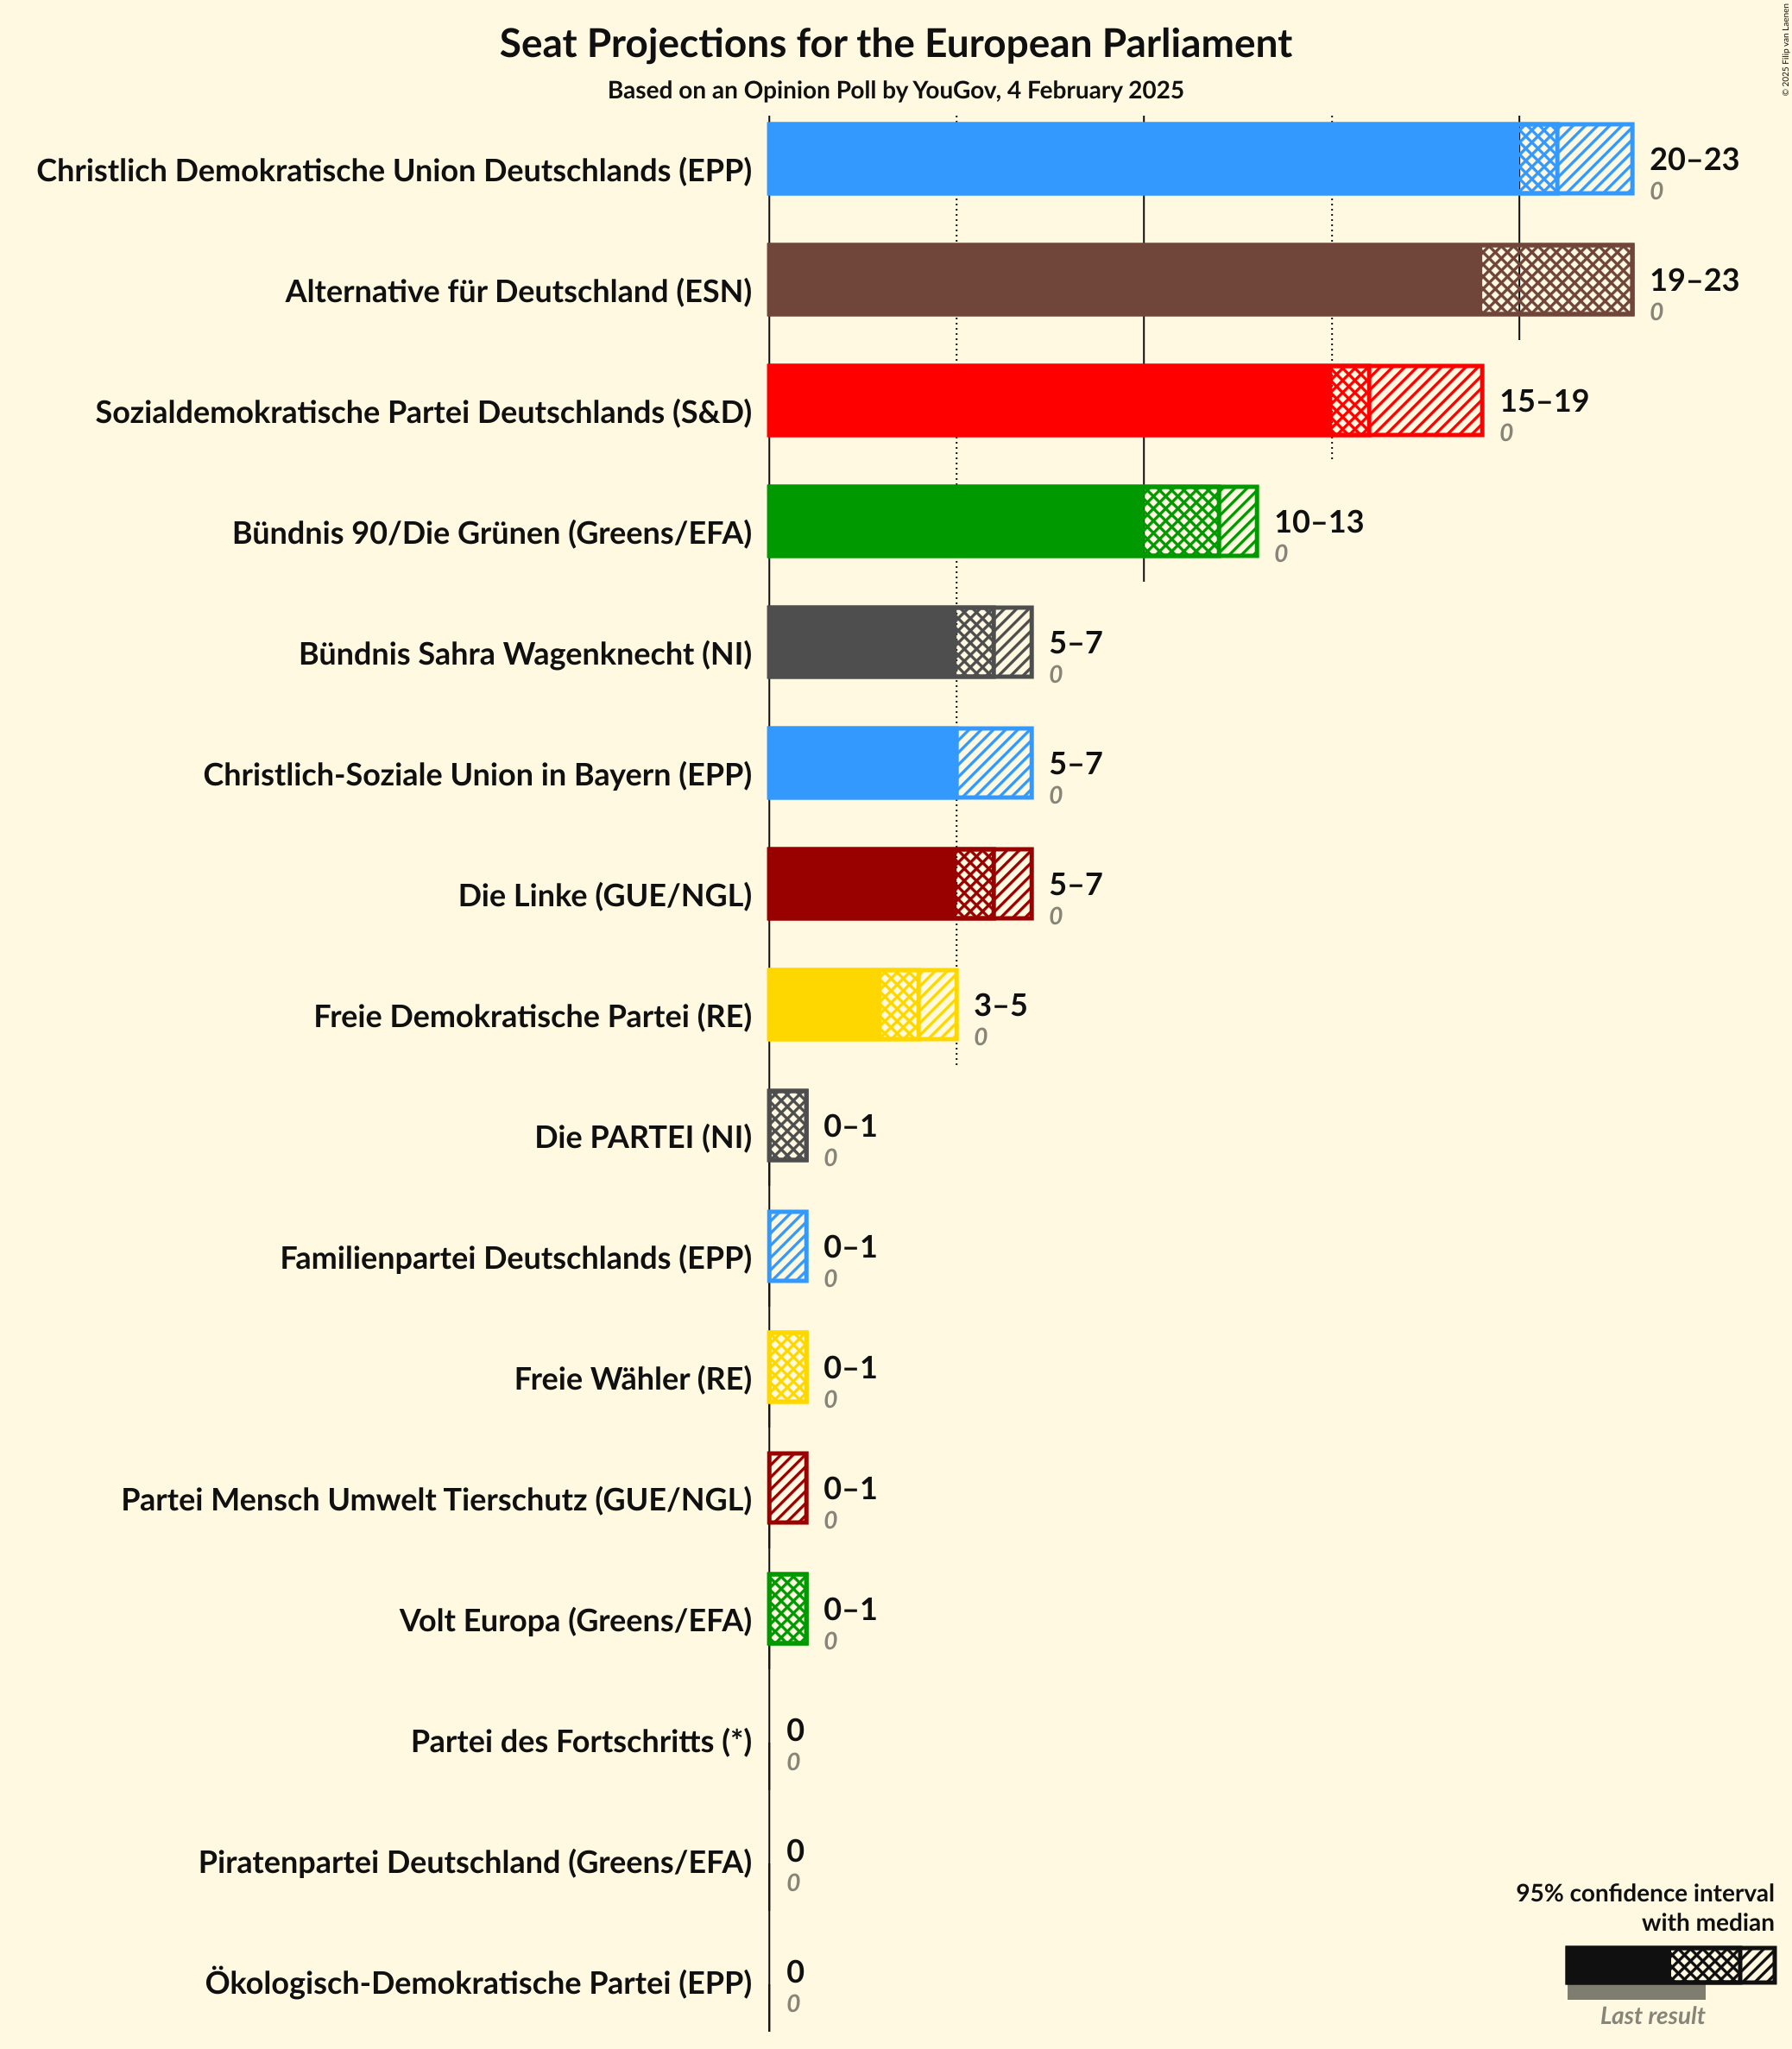 Seat Projections for the European Parliament
Based on an Opinion Poll by YouGov, 4 February 2025
© 2025 Filip van Laenen
Christlich Demokratische Union Deutschlands (EPP)
20–23
0
Alternative für Deutschland (ESN)
19–23
0
Sozialdemokratische Partei Deutschlands (S&D)
15–19
0
Bündnis 90/Die Grünen (Greens/EFA)
10–13
0
Bündnis Sahra Wagenknecht (NI)
5–7
0
Christlich-Soziale Union in Bayern (EPP)
5–7
0
Die Linke (GUE/NGL)
5–7
0
Freie Demokratische Partei (RE)
3–5
0
Die PARTEI (NI)
0–1
0
Familienpartei Deutschlands (EPP)
0–1
0
Freie Wähler (RE)
0–1
0
Partei Mensch Umwelt Tierschutz (GUE/NGL)
0–1
0
Volt Europa (Greens/EFA)
0–1
0
Partei des Fortschritts (*)
0
0
Piratenpartei Deutschland (Greens/EFA)
0
0
Ökologisch-Demokratische Partei (EPP)
0
0
95% confidence interval
with median
Last result